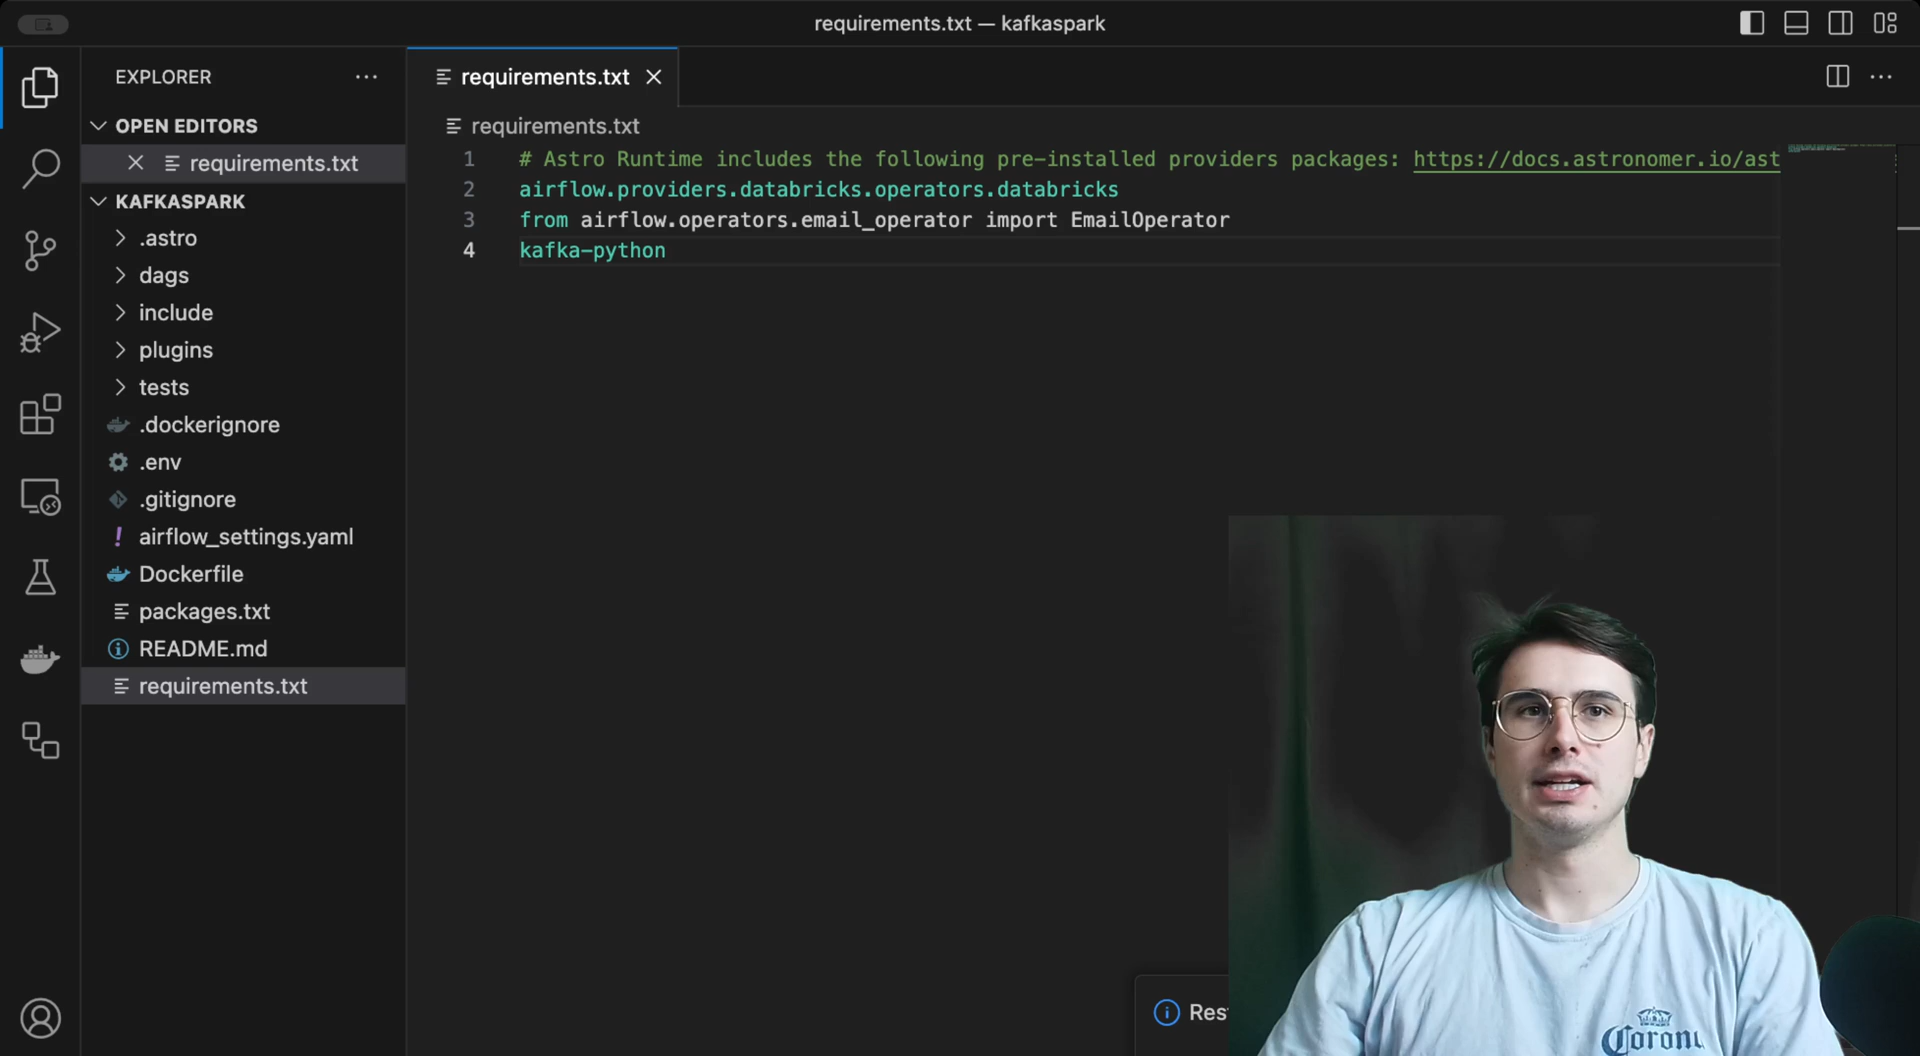 requirements.txt — kafkaspark
EXPLORER
requirements.txt
OPEN EDITORS
requirements.txt
requirements.txt
1 # Astro Runtime includes the following pre-installed providers packages: https://docs.astronomer.io/ast
2 airflow.providers.databricks.operators.databricks
3 from airflow.operators.email_operator import EmailOperator
4 kafka-python
KAFKASPARK
.astro
dags
include
plugins
tests
.dockerignore
.env
.gitignore
airflow_settings.yaml
Dockerfile
packages.txt
README.md
requirements.txt
Res
Corona